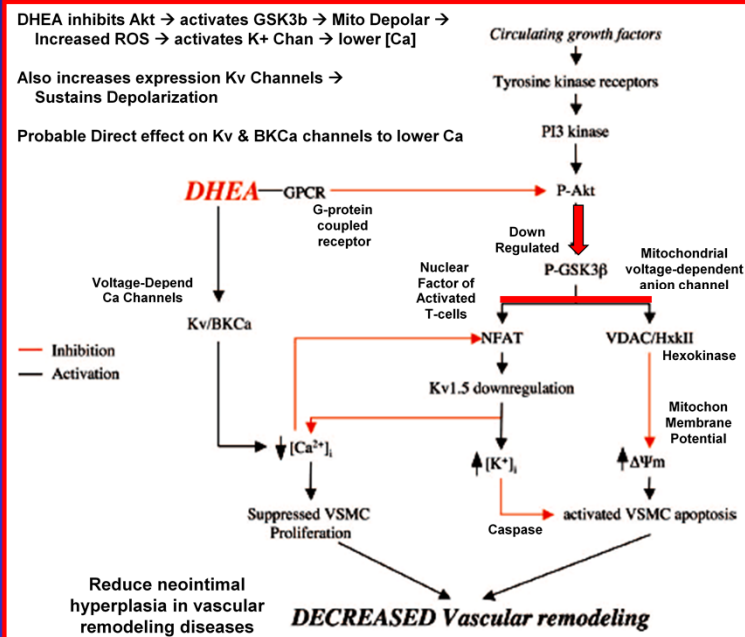 DHEA inhibits Akt → activates GSK3b → Mito Depolar →
Increased ROS → activates K+ Chan → lower [Ca]
Also increases expression Kv Channels →
Sustains Depolarization
Probable Direct effect on Kv & BKCa channels to lower Ca
Circulating growth factors
Tyrosine kinase receptors
PI3 kinase
DHEA
GPCR
P-Akt
G-protein
coupled
receptor
Down
Regulated
P-GSK3β
Mitochondrial
voltage-dependent
anion channel
Voltage-Depend
Ca Channels
Nuclear
Factor of
Activated
T-cells
Kv/BKCa
NFAT
VDAC/HxkII
Hexokinase
Inhibition
Activation
Kv1.5 downregulation
Mitochon
Membrane
Potential
[Ca²⁺]ᵢ
[K⁺]ᵢ
ΔΨm
Suppressed VSMC
Proliferation
Caspase
activated VSMC apoptosis
Reduce neointimal
hyperplasia in vascular
remodeling diseases
DECREASED Vascular remodeling